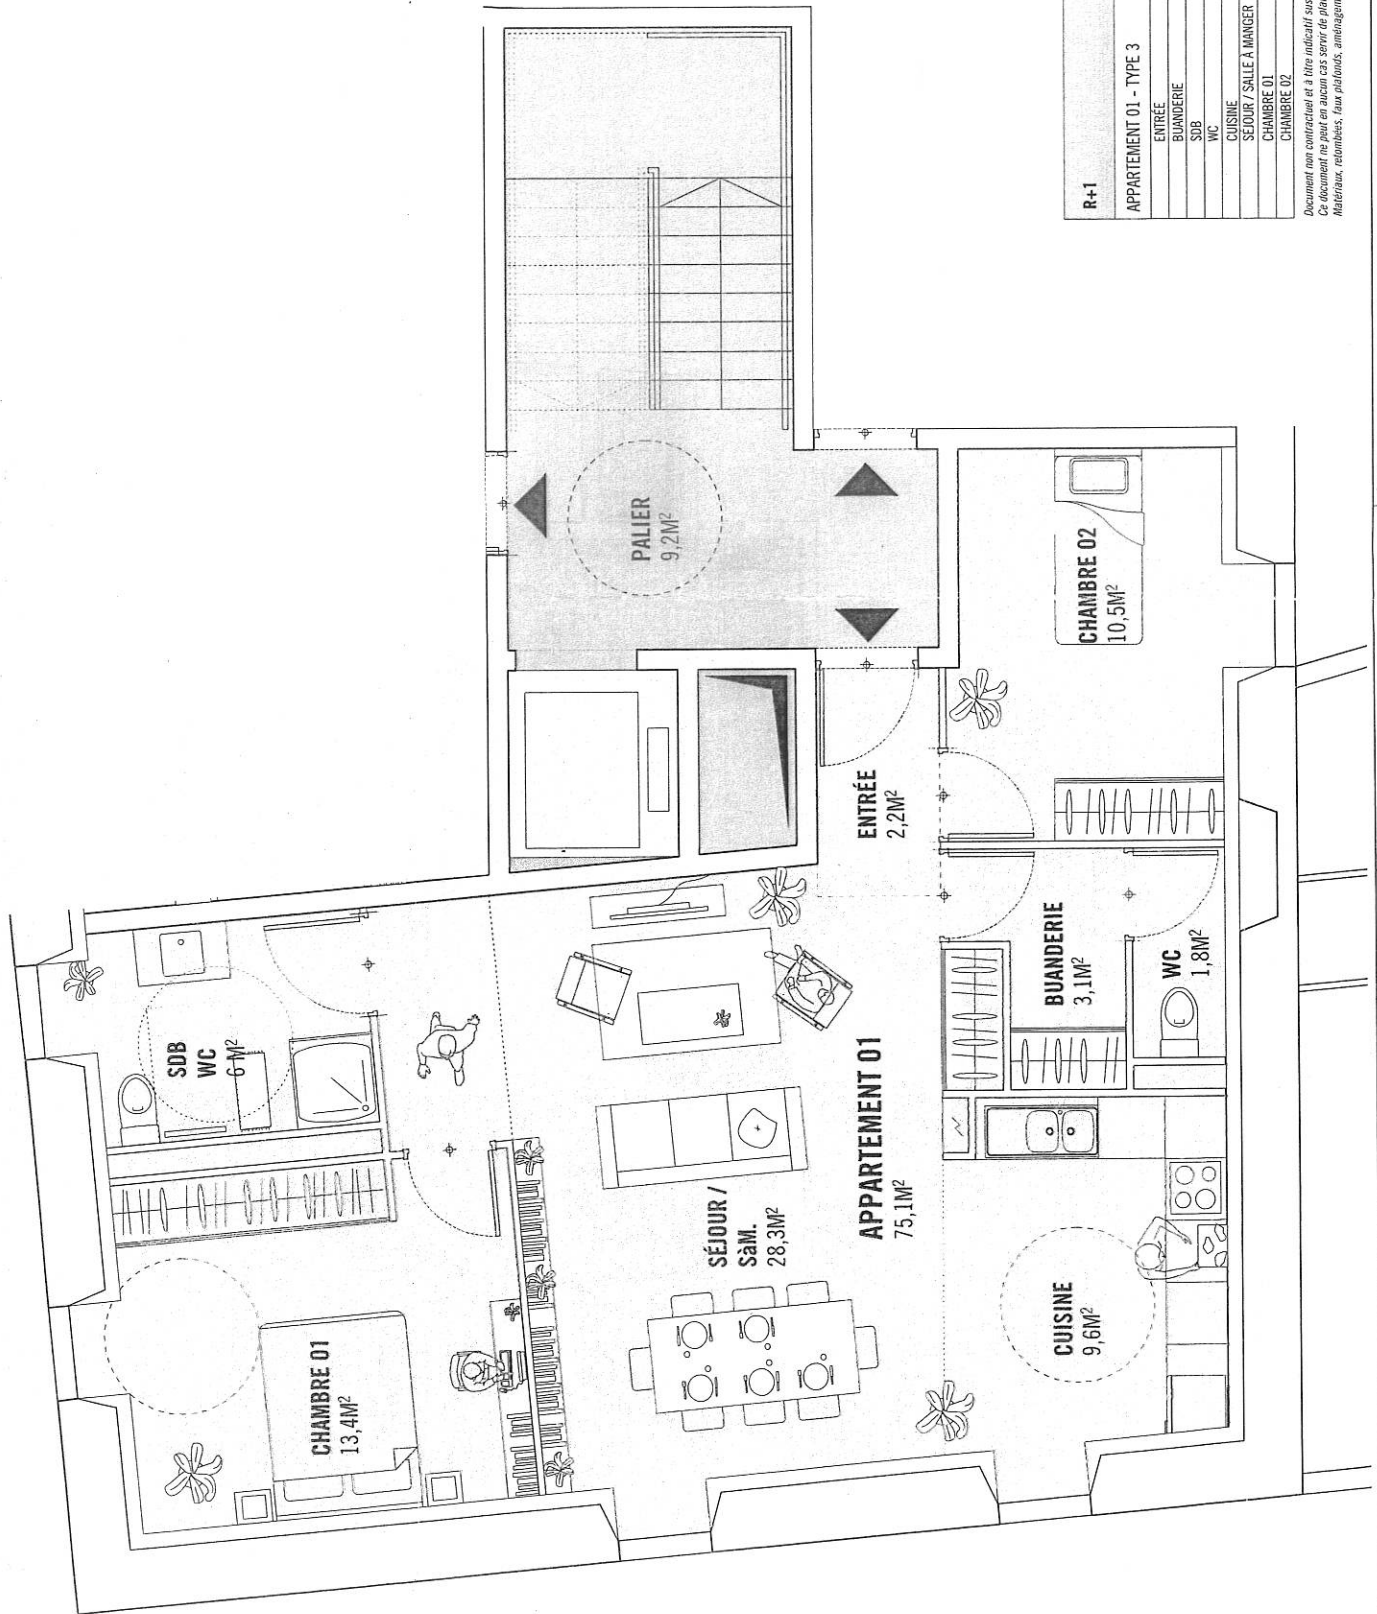 R+1
APPARTEMENT 01 - TYPE 3
ENTRÉE
BUANDERIE
SDB
WC
CUISINE
SÉJOUR / SALLE À MANGER
CHAMBRE 01
CHAMBRE 02
Document non contractuel et à titre indicatif
Ce document ne peut en aucun cas servir de
Matériaux, retombées, faux plafonds,
PALIER
9,2M²
CHAMBRE 02
10,5M²
ENTRÉE
2,2M²
BUANDERIE
3,1M²
WC
1,8M²
SDB
WC
6 M²
APPARTEMENT 01
75,1M²
SÉJOUR /
SàM.
28,3M²
CHAMBRE 01
13,4M²
CUISINE
9,6M²